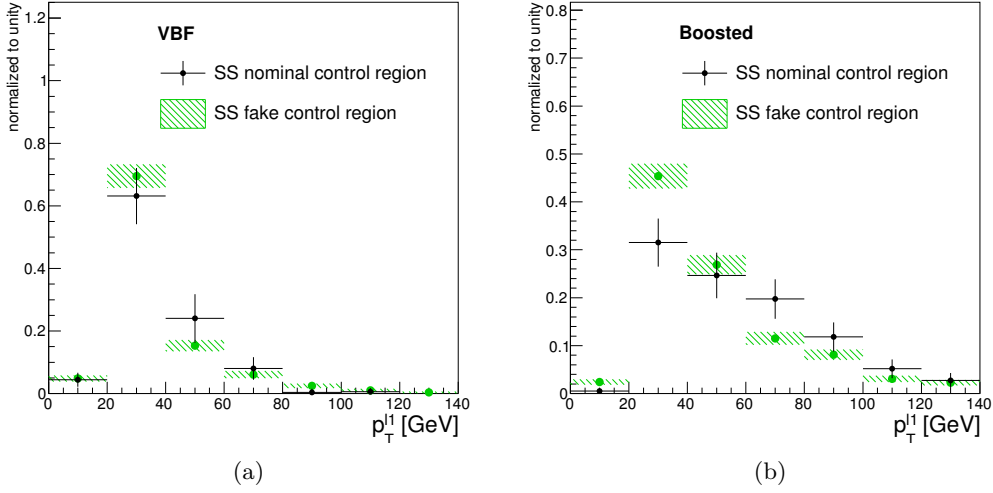 normalized to unity
1.2
1
0.8
0.6
0.4
0.2
0
VBF
SS nominal control region
SS fake control region
0 20 40 60 80 100 120 140
p_T^{l1} [GeV]
(a)
normalized to unity
0.8
0.7
0.6
0.5
0.4
0.3
0.2
0.1
0
Boosted
SS nominal control region
SS fake control region
0 20 40 60 80 100 120 140
p_T^{l1} [GeV]
(b)